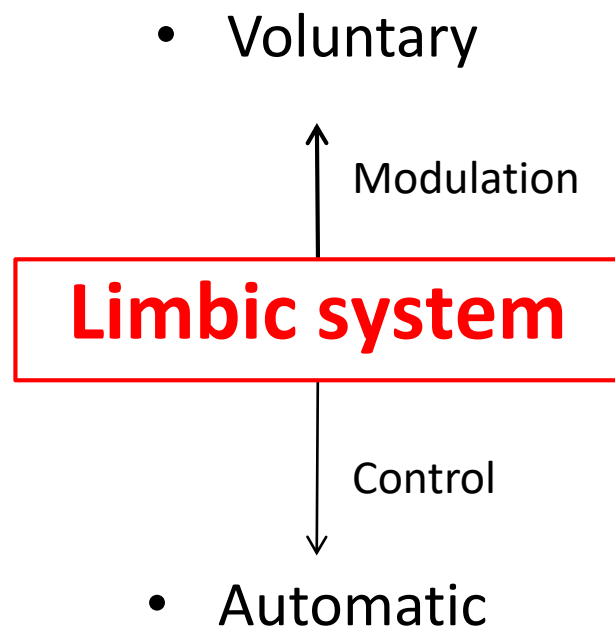 • Voluntary
Modulation
Limbic system
Control
• Automatic